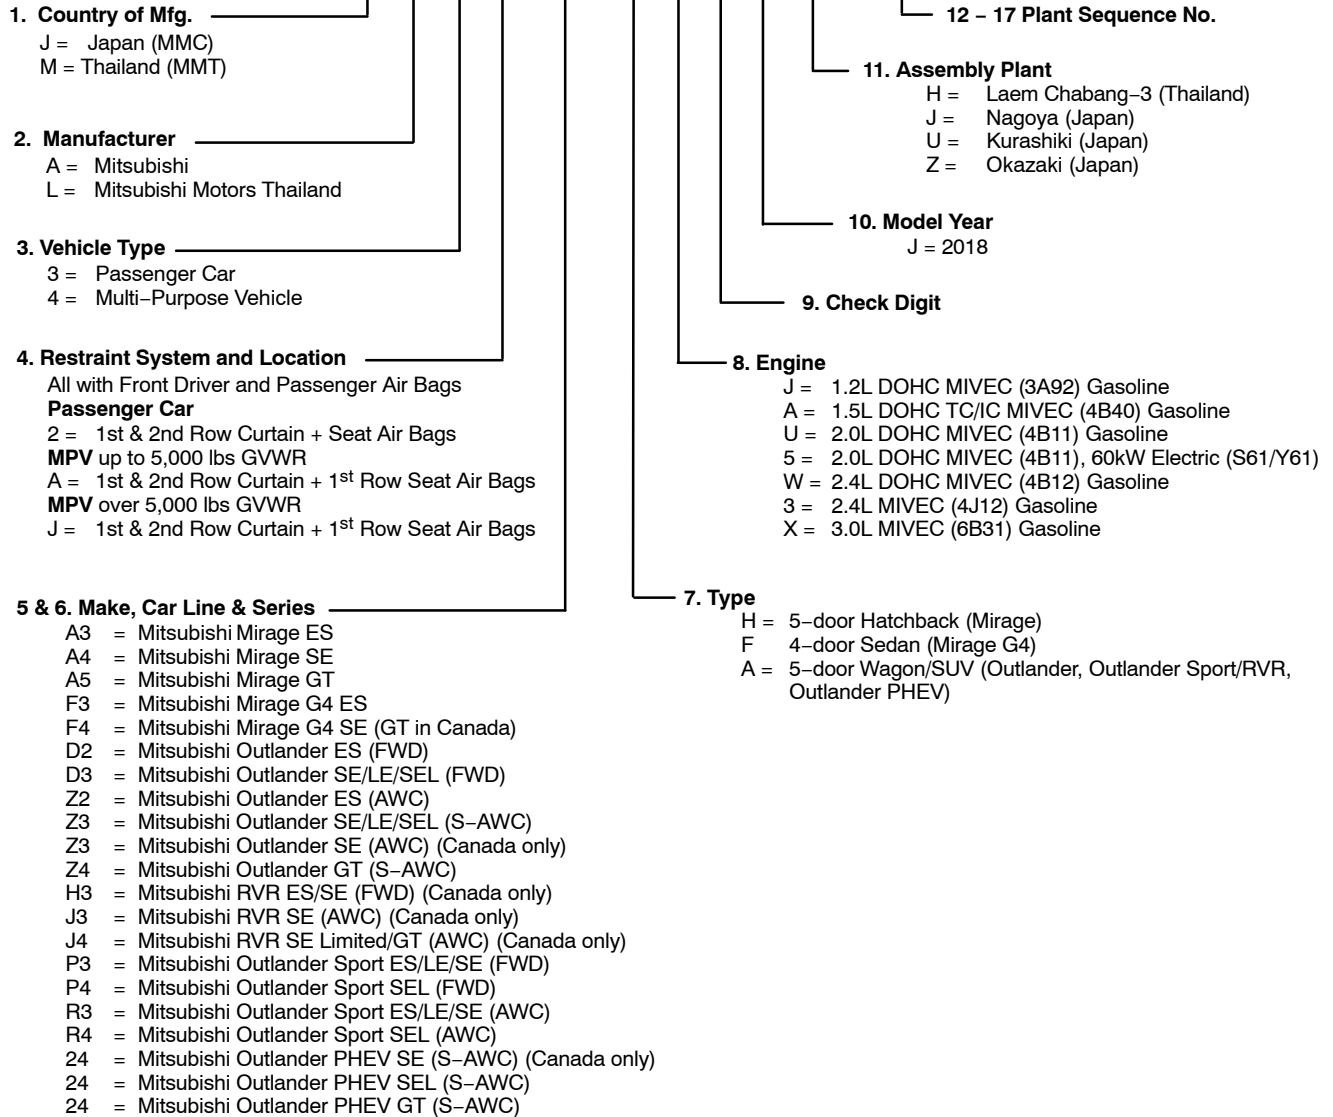 1. Country of Mfg.
J = Japan (MMC)
M = Thailand (MMT)
2. Manufacturer
A = Mitsubishi
L = Mitsubishi Motors Thailand
3. Vehicle Type
3 = Passenger Car
4 = Multi−Purpose Vehicle
4. Restraint System and Location
All with Front Driver and Passenger Air Bags
Passenger Car
2 = 1st & 2nd Row Curtain + Seat Air Bags
MPV up to 5,000 lbs GVWR
A = 1st & 2nd Row Curtain + 1st Row Seat Air Bags
MPV over 5,000 lbs GVWR
J = 1st & 2nd Row Curtain + 1st Row Seat Air Bags
5 & 6. Make, Car Line & Series
A3 = Mitsubishi Mirage ES
A4 = Mitsubishi Mirage SE
A5 = Mitsubishi Mirage GT
F3 = Mitsubishi Mirage G4 ES
F4 = Mitsubishi Mirage G4 SE (GT in Canada)
D2 = Mitsubishi Outlander ES (FWD)
D3 = Mitsubishi Outlander SE/LE/SEL (FWD)
Z2 = Mitsubishi Outlander ES (AWC)
Z3 = Mitsubishi Outlander SE/LE/SEL (S−AWC)
Z3 = Mitsubishi Outlander SE (AWC) (Canada only)
Z4 = Mitsubishi Outlander GT (S−AWC)
H3 = Mitsubishi RVR ES/SE (FWD) (Canada only)
J3 = Mitsubishi RVR SE (AWC) (Canada only)
J4 = Mitsubishi RVR SE Limited/GT (AWC) (Canada only)
P3 = Mitsubishi Outlander Sport ES/LE/SE (FWD)
P4 = Mitsubishi Outlander Sport SEL (FWD)
R3 = Mitsubishi Outlander Sport ES/LE/SE (AWC)
R4 = Mitsubishi Outlander Sport SEL (AWC)
24 = Mitsubishi Outlander PHEV SE (S−AWC) (Canada only)
24 = Mitsubishi Outlander PHEV SEL (S−AWC)
24 = Mitsubishi Outlander PHEV GT (S−AWC)
12 − 17 Plant Sequence No.
11. Assembly Plant
H = Laem Chabang−3 (Thailand)
J = Nagoya (Japan)
U = Kurashiki (Japan)
Z = Okazaki (Japan)
10. Model Year
J = 2018
9. Check Digit
8. Engine
J = 1.2L DOHC MIVEC (3A92) Gasoline
A = 1.5L DOHC TC/IC MIVEC (4B40) Gasoline
U = 2.0L DOHC MIVEC (4B11) Gasoline
5 = 2.0L DOHC MIVEC (4B11), 60kW Electric (S61/Y61)
W = 2.4L DOHC MIVEC (4B12) Gasoline
3 = 2.4L MIVEC (4J12) Gasoline
X = 3.0L MIVEC (6B31) Gasoline
7. Type
H = 5−door Hatchback (Mirage)
F 4−door Sedan (Mirage G4)
A = 5−door Wagon/SUV (Outlander, Outlander Sport/RVR,
Outlander PHEV)